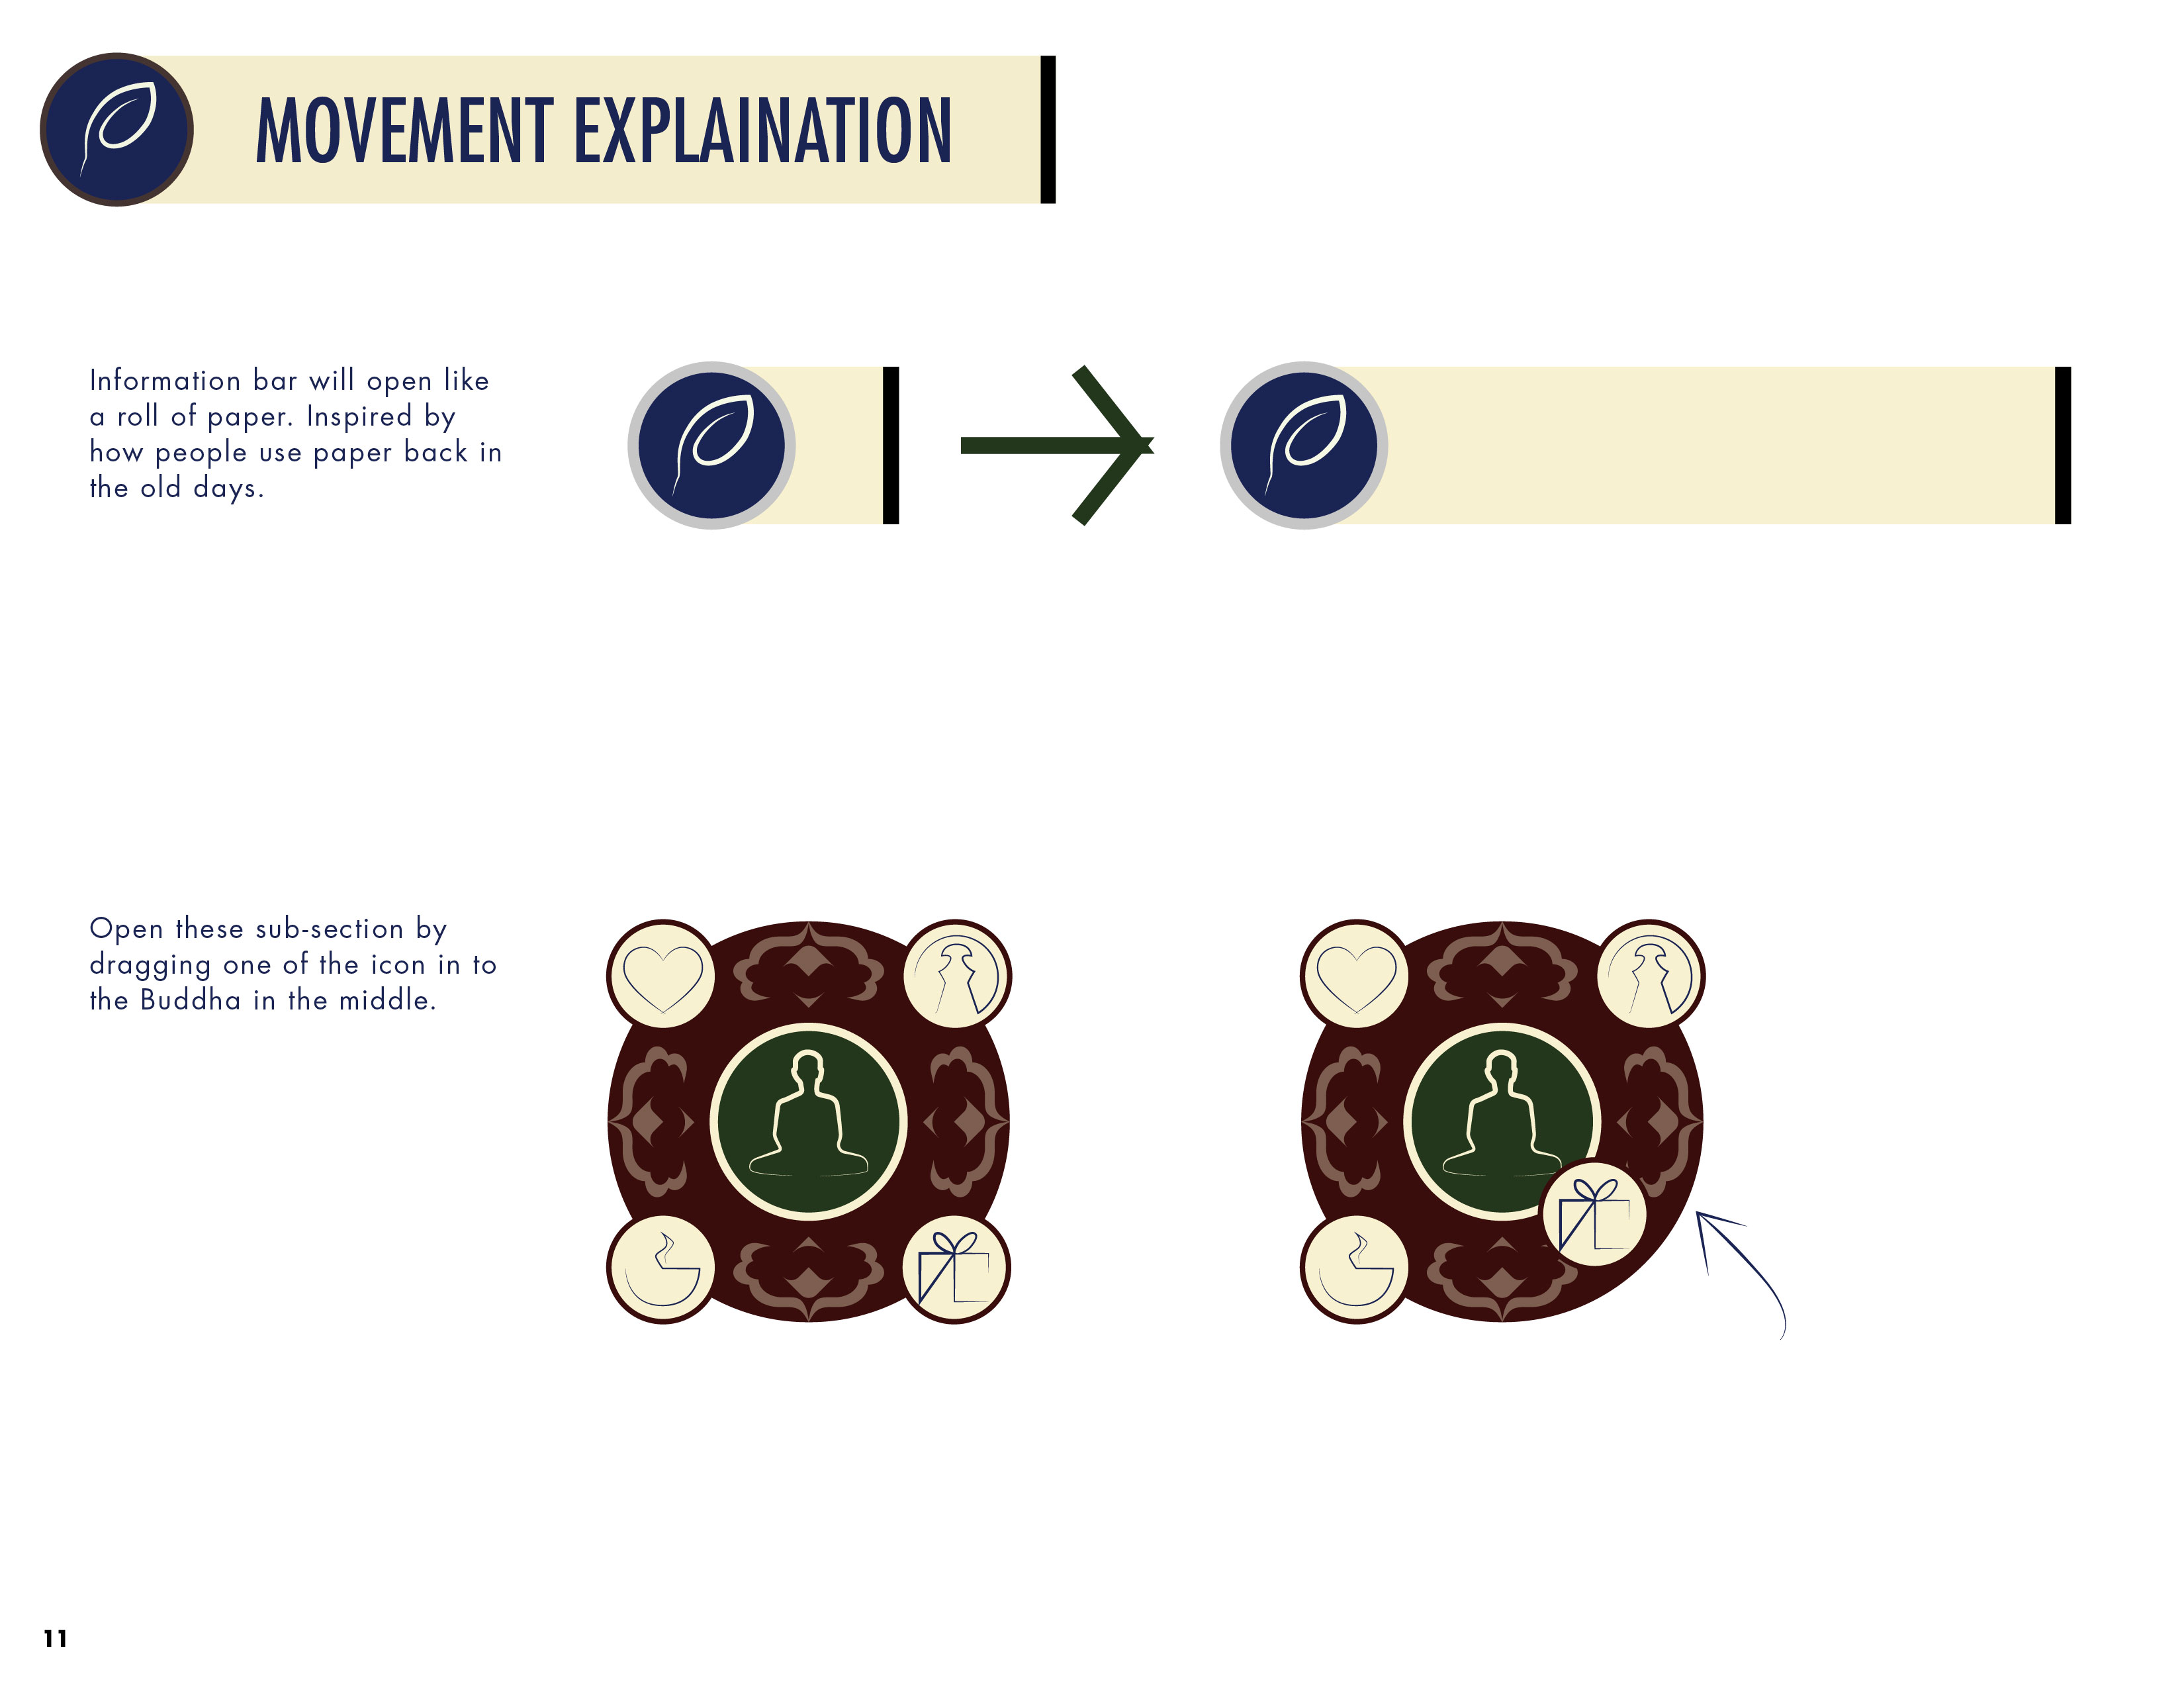 MOVEMENT EXPLAINATION
Information bar will open like
a roll of paper. Inspired by
how people use paper back in
the old days.
Open these sub-section by
dragging one of the icon in to
the Buddha in the middle.
11